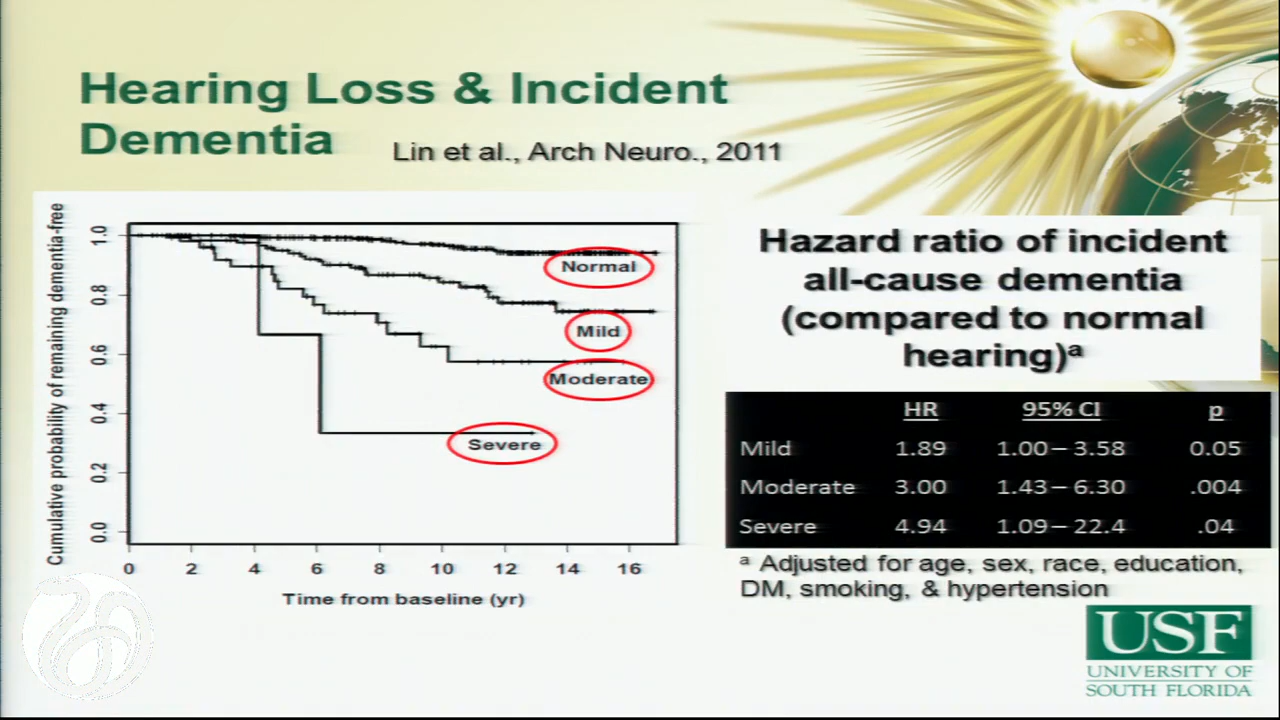 Hearing Loss & Incident
Dementia
Lin et al., Arch Neuro., 2011
Cumulative probability of remaining dementia-free
1.0
0.8
0.6
0.4
0.2
0.0
Normal
Mild
Moderate
Severe
0 2 4 6 8 10 12 14 16
Time from baseline (yr)
Hazard ratio of incident
all-cause dementia
(compared to normal
hearing)ᵃ
HR 95% CI p
Mild 1.89 1.00 – 3.58 0.05
Moderate 3.00 1.43 – 6.30 .004
Severe 4.94 1.09 – 22.4 .04
ᵃ Adjusted for age, sex, race, education,
DM, smoking, & hypertension
USF
UNIVERSITY OF
SOUTH FLORIDA